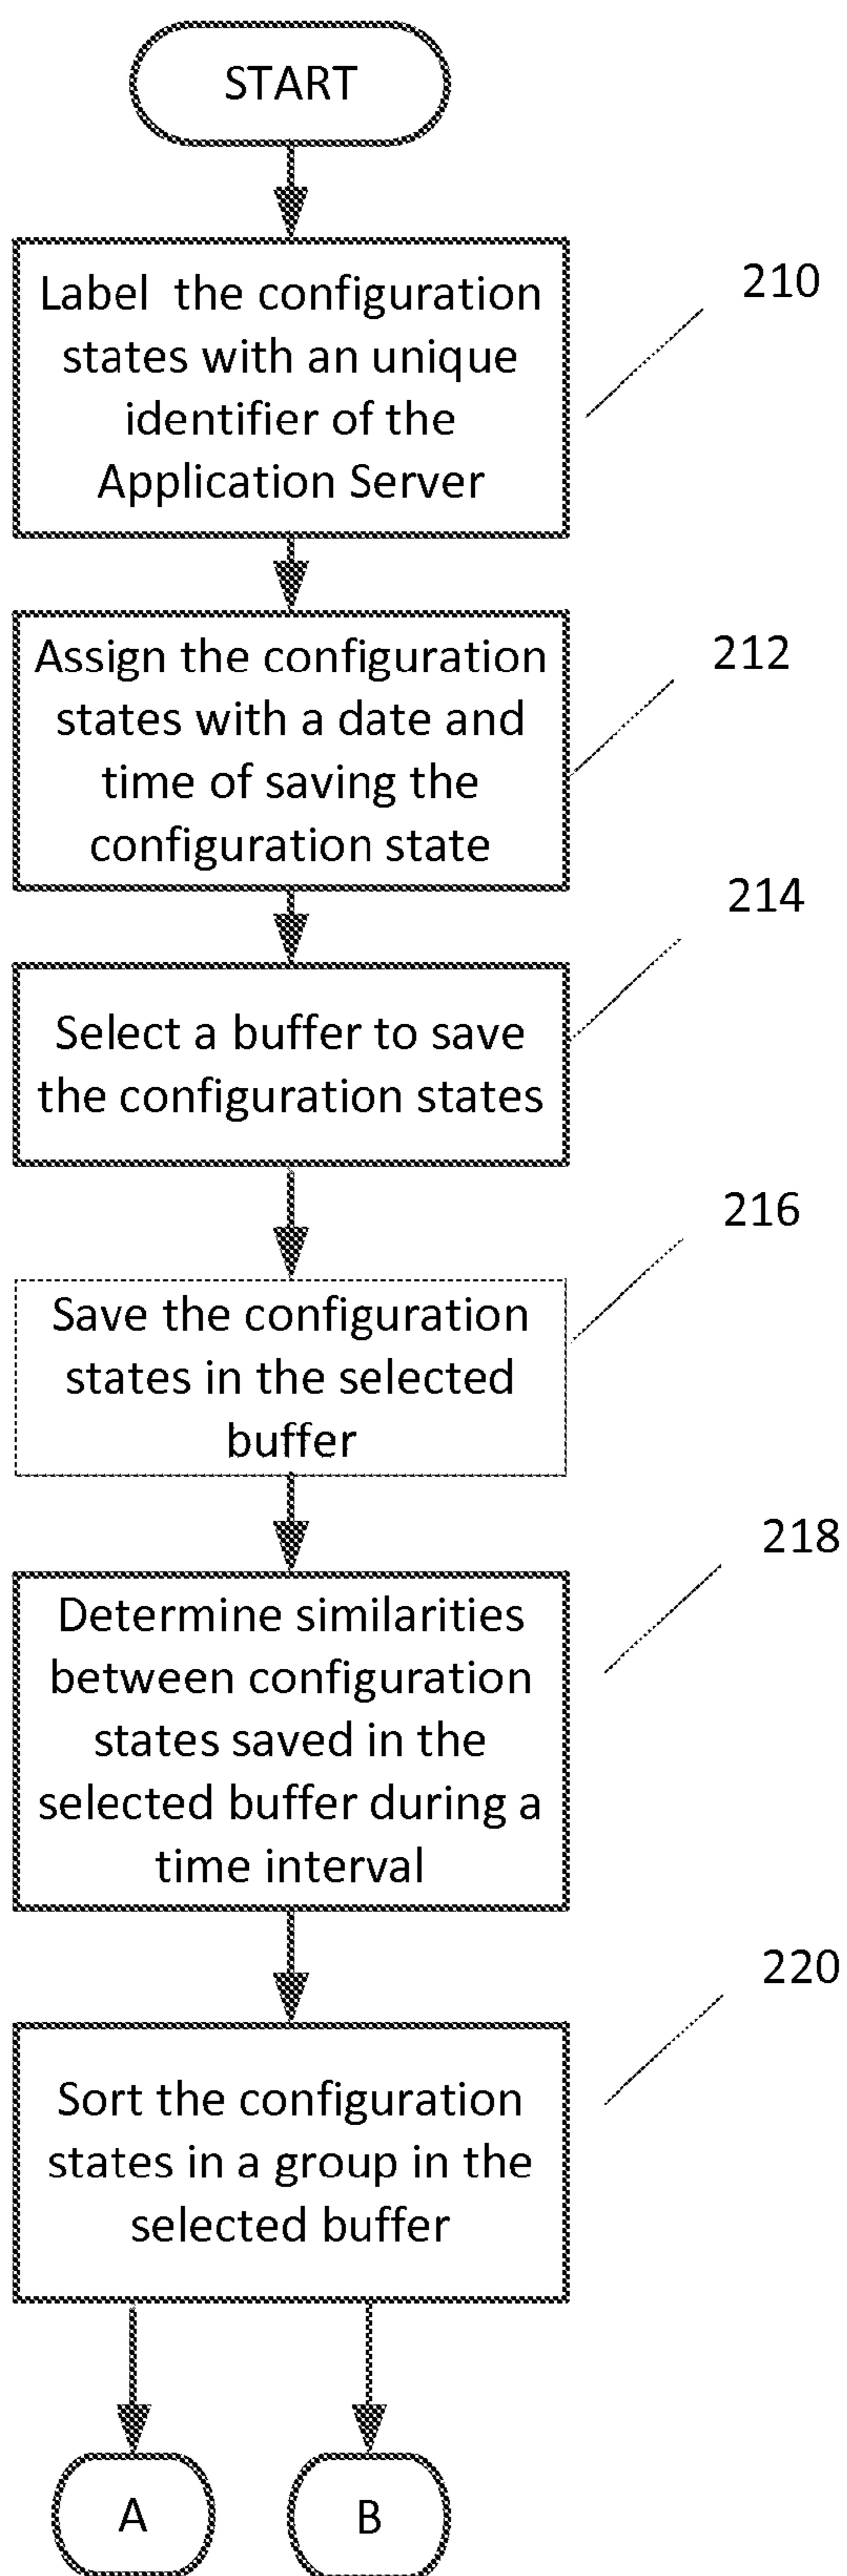 START
Label the configuration
states with an unique
identifier of the
Application Server
210
Assign the configuration
states with a date and
time of saving the
configuration state
212
Select a buffer to save
the configuration states
214
Save the configuration
states in the selected
buffer
216
Determine similarities
between configuration
states saved in the
selected buffer during a
time interval
218
Sort the configuration
states in a group in the
selected buffer
220
A
B